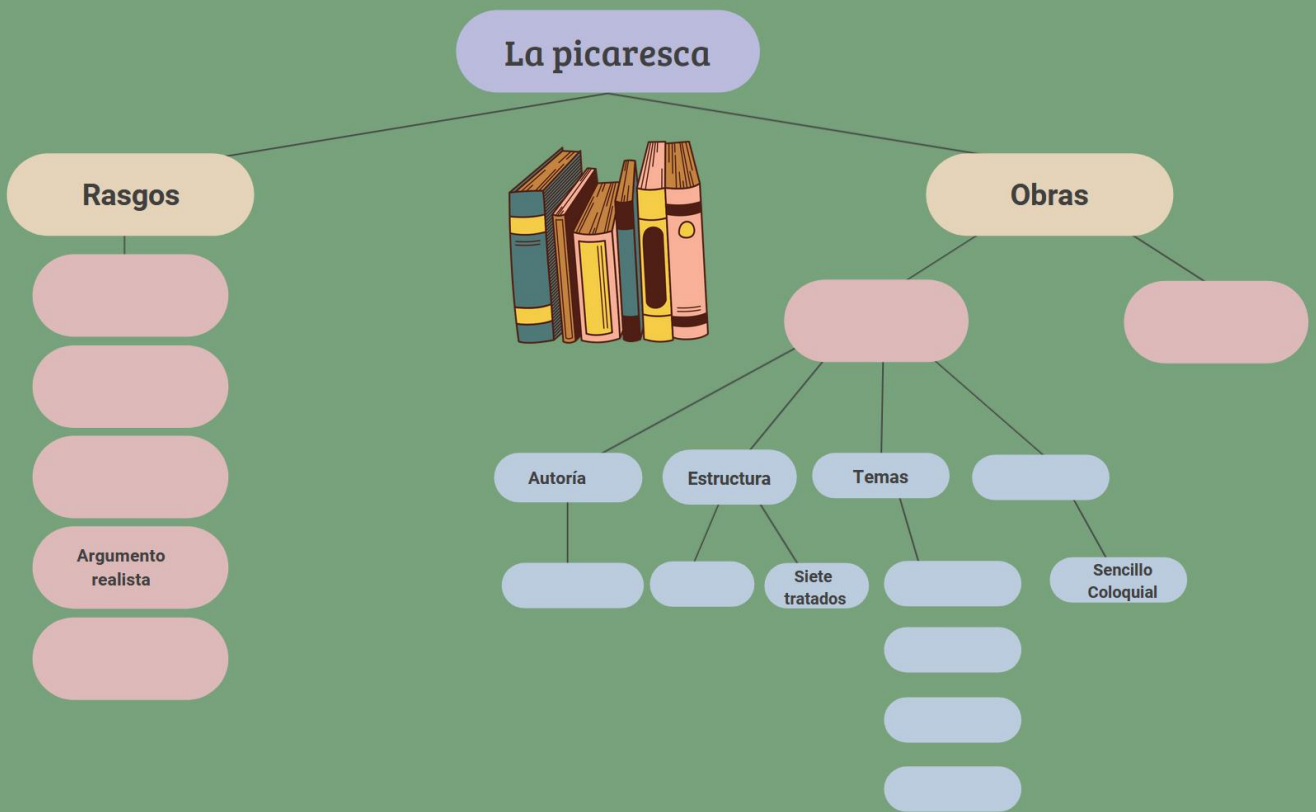 La picaresca
Rasgos
Obras
Autoría
Estructura
Temas
Argumento
realista
Siete
tratados
Sencillo
Coloquial